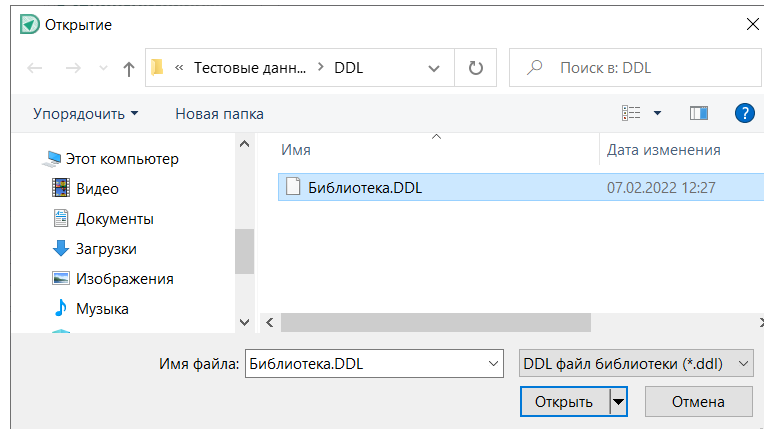 Открытие
« Тестовые данн... > DDL
Поиск в: DDL
Упорядочить
Новая папка
Этот компьютер
Видео
Документы
Загрузки
Изображения
Музыка
Имя
Дата изменения
Библиотека.DDL
07.02.2022 12:27
Имя файла:
Библиотека.DDL
DDL файл библиотеки (*.ddl)
Открыть
Отмена